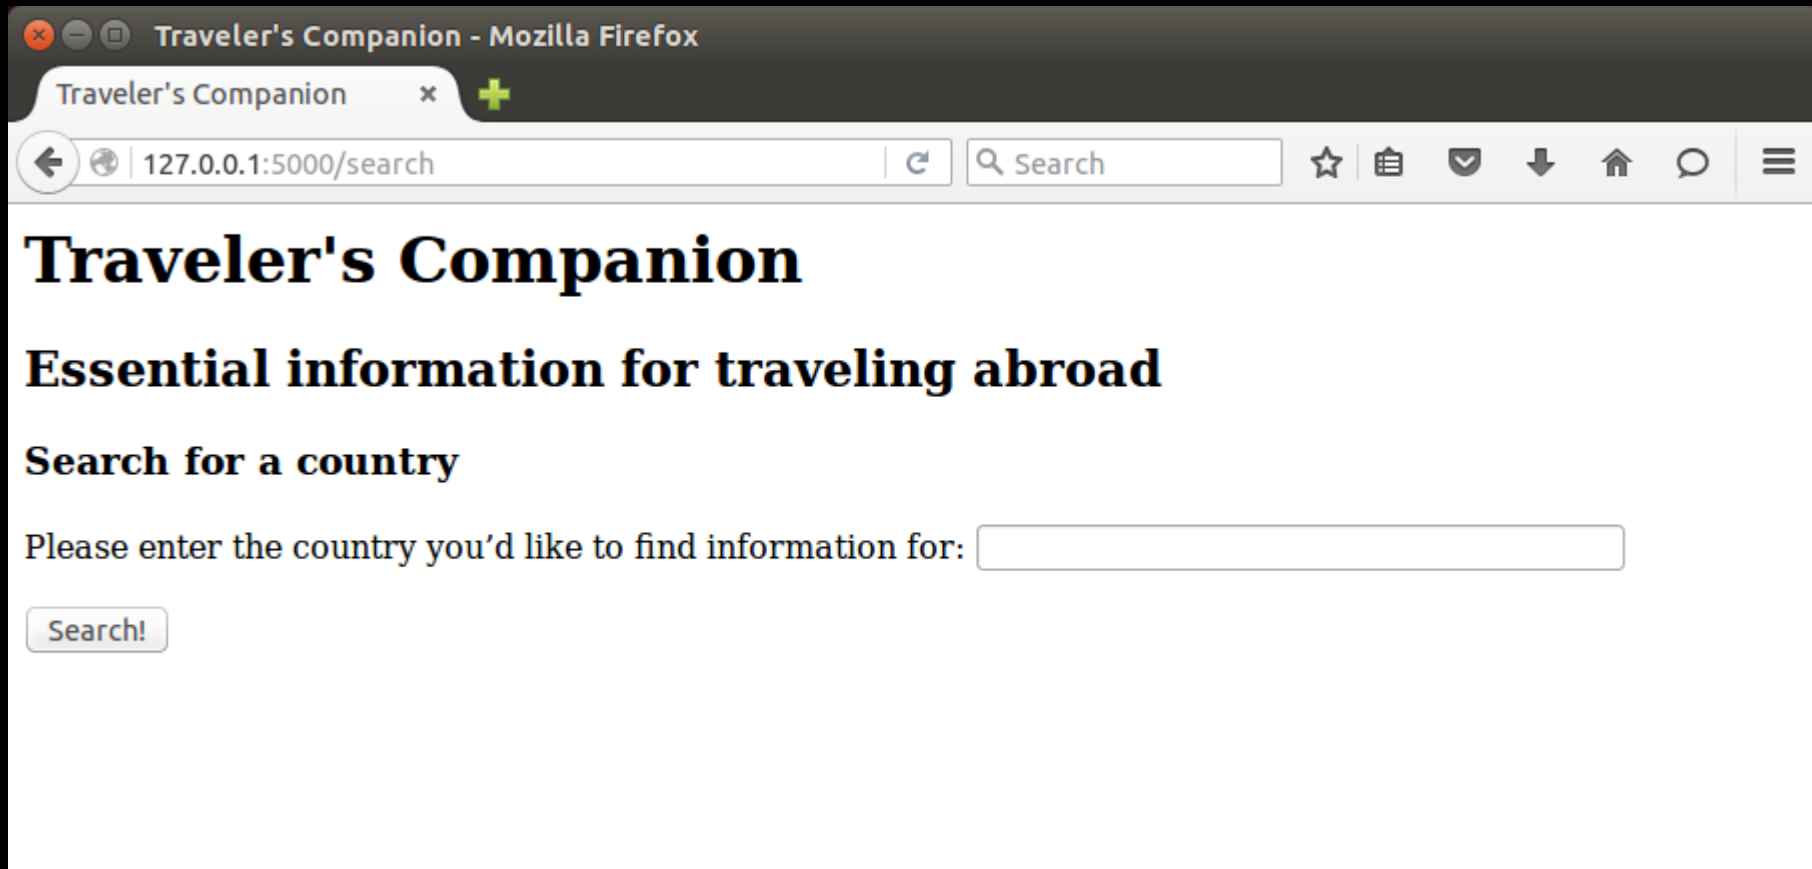 Traveler's Companion - Mozilla Firefox
Traveler's Companion
127.0.0.1:5000/search
Search
Traveler's Companion
Essential information for traveling abroad
Search for a country
Please enter the country you’d like to find information for:
Search!